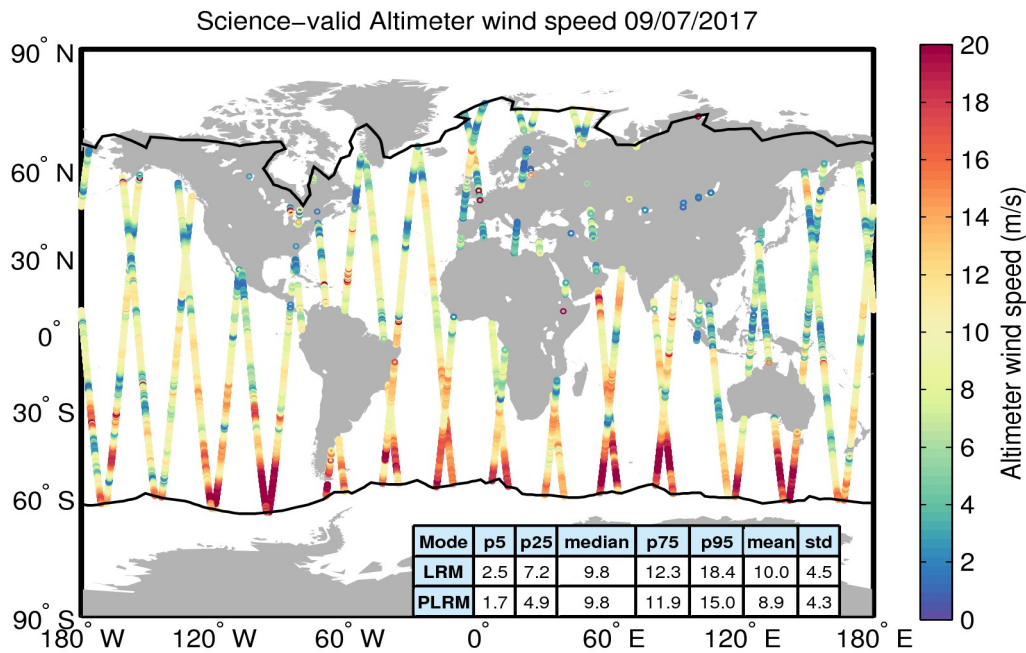 Science−valid Altimeter wind speed 09/07/2017
90° N
60° N
30° N
0°
30° S
60° S
90° S
180° W
120° W
60° W
0°
60° E
120° E
180° E
Mode p5 p25 median p75 p95 mean std
LRM 2.5 7.2 9.8 12.3 18.4 10.0 4.5
PLRM 1.7 4.9 9.8 11.9 15.0 8.9 4.3
20
18
16
14
12
10
8
6
4
2
0
Altimeter wind speed (m/s)